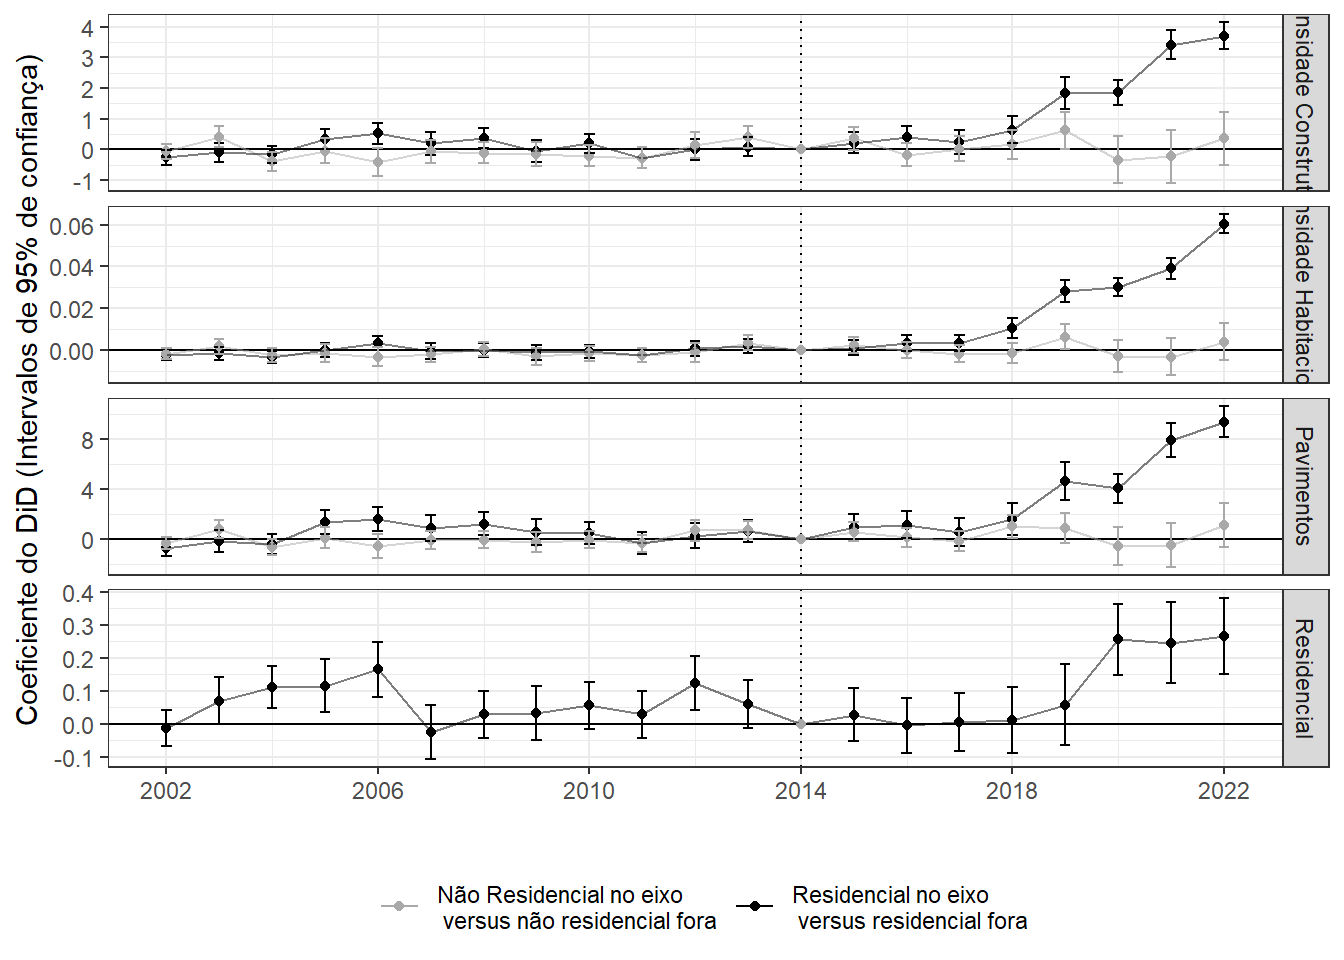 Coeficiente do DiD (Intervalos de 95% de confiança)
4
3
2
1
0
-1
nsidade Construt
0.06
0.04
0.02
0.00
nsidade Habitacio
8
4
0
Pavimentos
0.4
0.3
0.2
0.1
0.0
-0.1
Residencial
2002 2006 2010 2014 2018 2022
Não Residencial no eixo
versus não residencial fora
Residencial no eixo
versus residencial fora